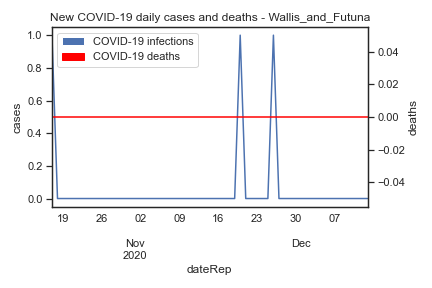 New COVID-19 daily cases and deaths - Wallis_and_Futuna
COVID-19 infections
COVID-19 deaths
1.0
0.8
0.6
0.4
0.2
0.0
cases
0.04
0.02
0.00
−0.02
−0.04
deaths
19 26 02 09 16 23 30 07
Nov Dec
2020
dateRep